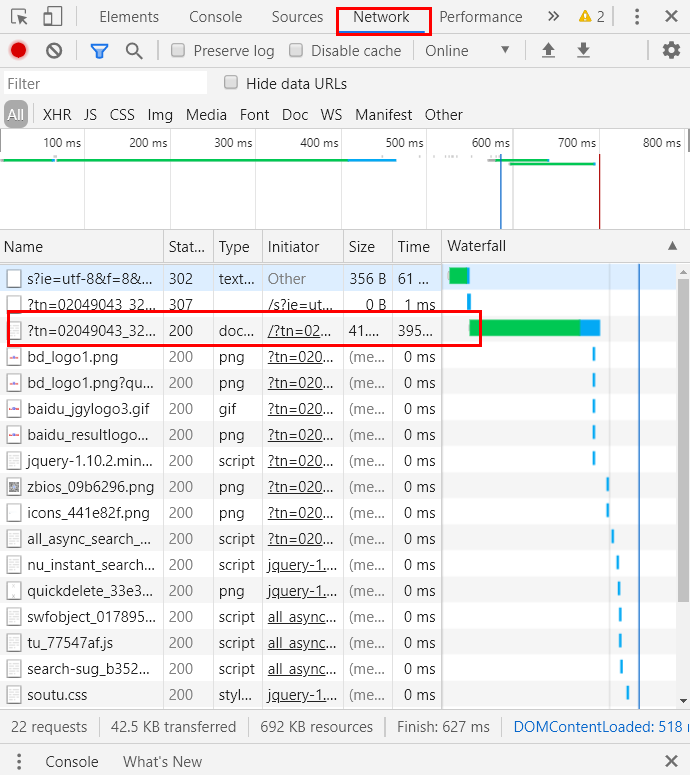 Elements Console Sources Network Performance » 2
Preserve log Disable cache Online
Filter Hide data URLs
All XHR JS CSS Img Media Font Doc WS Manifest Other
100 ms 200 ms 300 ms 400 ms 500 ms 600 ms 700 ms 800 ms
Name Stat... Type Initiator Size Time Waterfall
s?ie=utf-8&f=8&... 302 text... Other 356 B 61 ...
?tn=02049043_32... 307 /s?ie=ut... 0 B 1 ms
?tn=02049043_32... 200 doc... /?tn=02... 41.... 395...
bd_logo1.png 200 png ?tn=020... (me... 0 ms
bd_logo1.png?qu... 200 png ?tn=020... (me... 0 ms
baidu_jgylogo3.gif 200 gif ?tn=020... (me... 0 ms
baidu_resultlogo... 200 png ?tn=020... (me... 0 ms
jquery-1.10.2.min... 200 script ?tn=020... (me... 0 ms
zbios_09b6296.png 200 png ?tn=020... (me... 0 ms
icons_441e82f.png 200 png ?tn=020... (me... 0 ms
all_async_search_... 200 script ?tn=020... (me... 0 ms
nu_instant_search... 200 script jquery-1.... (me... 0 ms
quickdelete_33e3... 200 png jquery-1.... (me... 0 ms
swfobject_017895... 200 script all_async... (me... 0 ms
tu_77547af.js 200 script all_async... (me... 0 ms
search-sug_b352... 200 script all_async... (me... 0 ms
soutu.css 200 styl... jquery-1.... (me... 0 ms
22 requests 42.5 KB transferred 692 KB resources Finish: 627 ms DOMContentLoaded: 518
Console What's New